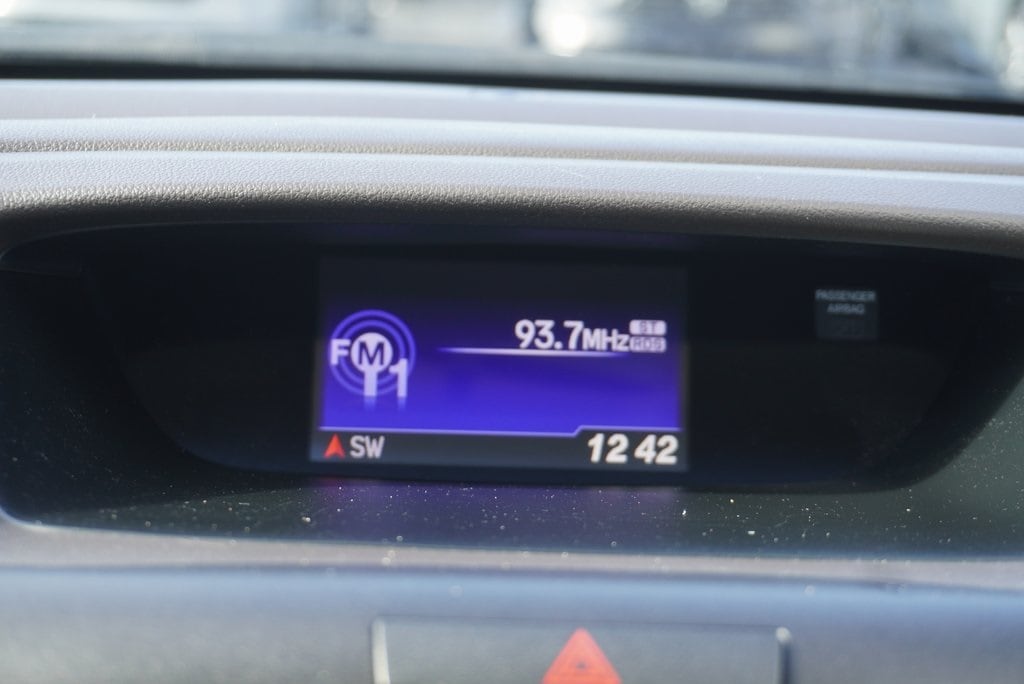 PASSENGER
AIRBAG
93.7MHz ST
RDS
FM1
SW 12 42